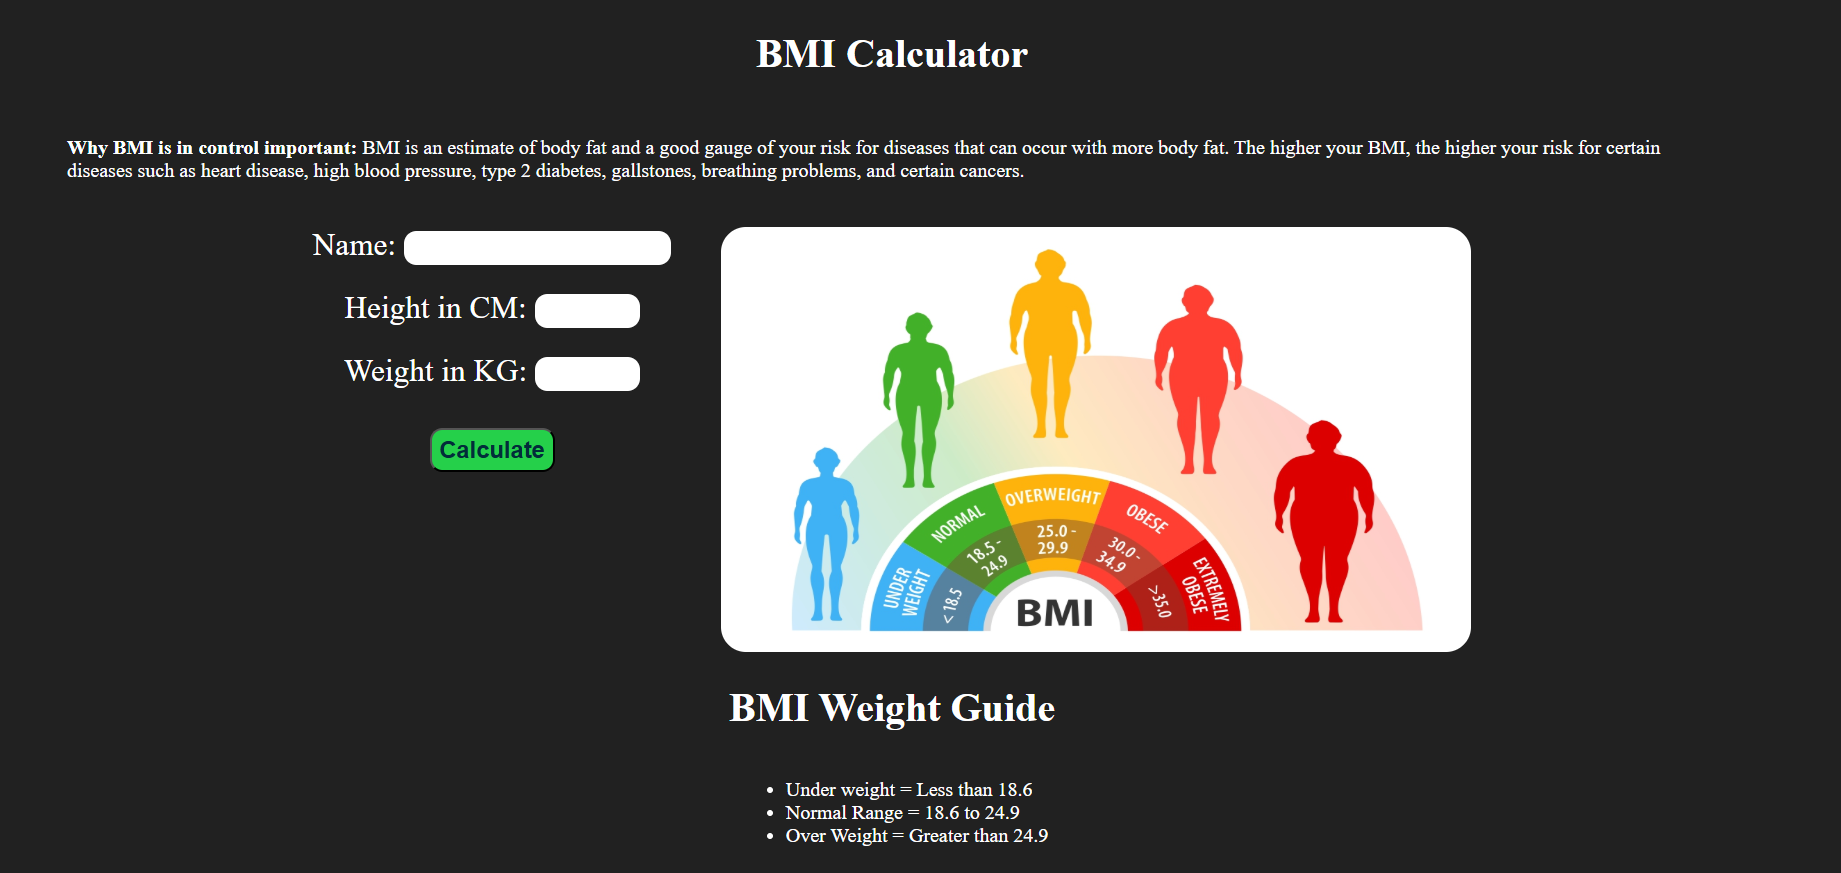 BMI Calculator
Why BMI is in control important: BMI is an estimate of body fat and a good gauge of your risk for diseases that can occur with more body fat. The higher your BMI, the higher your risk for certain
diseases such as heart disease, high blood pressure, type 2 diabetes, gallstones, breathing problems, and certain cancers.
Name:
Height in CM:
Weight in KG:
Calculate
UNDER
WEIGHT
< 18.5
NORMAL
18.5 -
24.9
OVERWEIGHT
25.0 -
29.9
OBESE
30.0 -
34.9
EXTREMELY
OBESE
>35.0
BMI
BMI Weight Guide
• Under weight = Less than 18.6
• Normal Range = 18.6 to 24.9
• Over Weight = Greater than 24.9